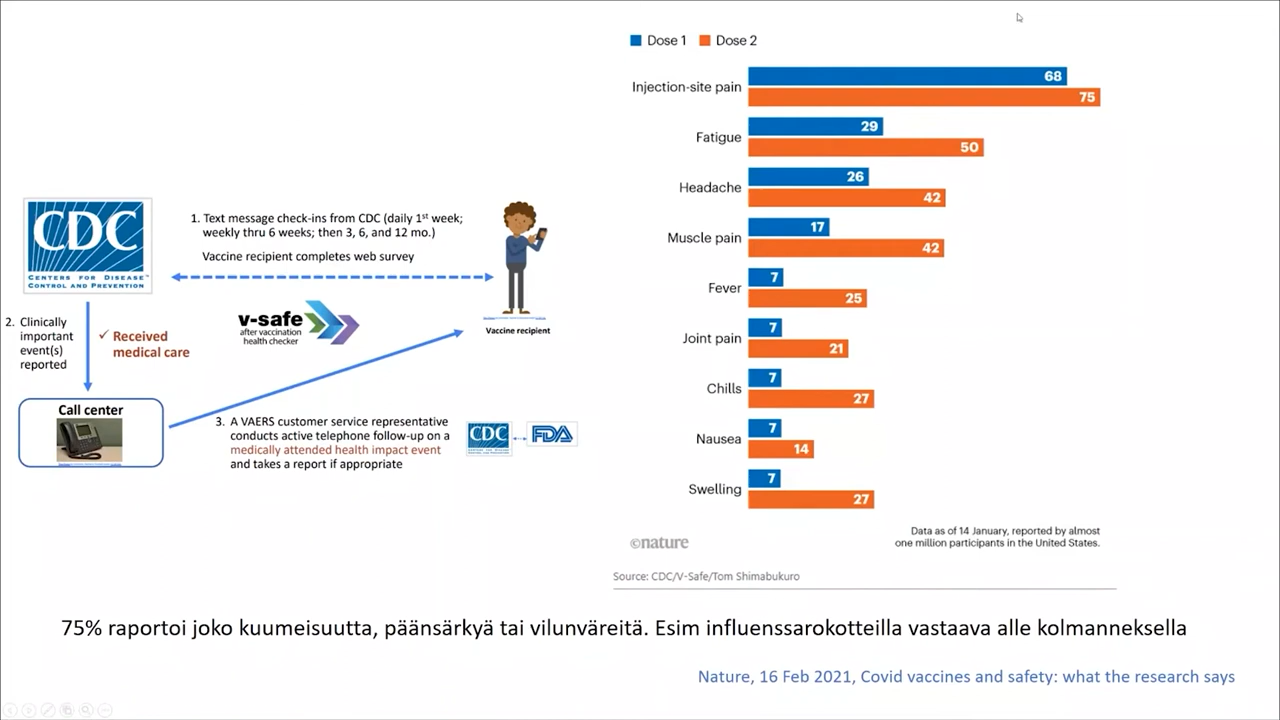 Dose 1 Dose 2
Injection-site pain 68 75
Fatigue 29 50
Headache 26 42
Muscle pain 17 42
Fever 7 25
Joint pain 7 21
Chills 7 27
Nausea 7 14
Swelling 7 27
Data as of 14 January, reported by almost
one million participants in the United States.
©nature
Source: CDC/V-Safe/Tom Shimabukuro
CDC
CENTERS FOR DISEASE™
CONTROL AND PREVENTION
1. Text message check-ins from CDC (daily 1st week;
weekly thru 6 weeks; then 3, 6, and 12 mo.)
Vaccine recipient completes web survey
v-safe
after vaccination
health checker
Vaccine recipient
2. Clinically
important
event(s)
reported
✓ Received
medical care
Call center
3. A VAERS customer service representative
conducts active telephone follow-up on a
medically attended health impact event
and takes a report if appropriate
CDC
FDA
75% raportoi joko kuumeisuutta, päänsärkyä tai vilunväreitä. Esim influenssarokotteilla vastaava alle kolmanneksella
Nature, 16 Feb 2021, Covid vaccines and safety: what the research says